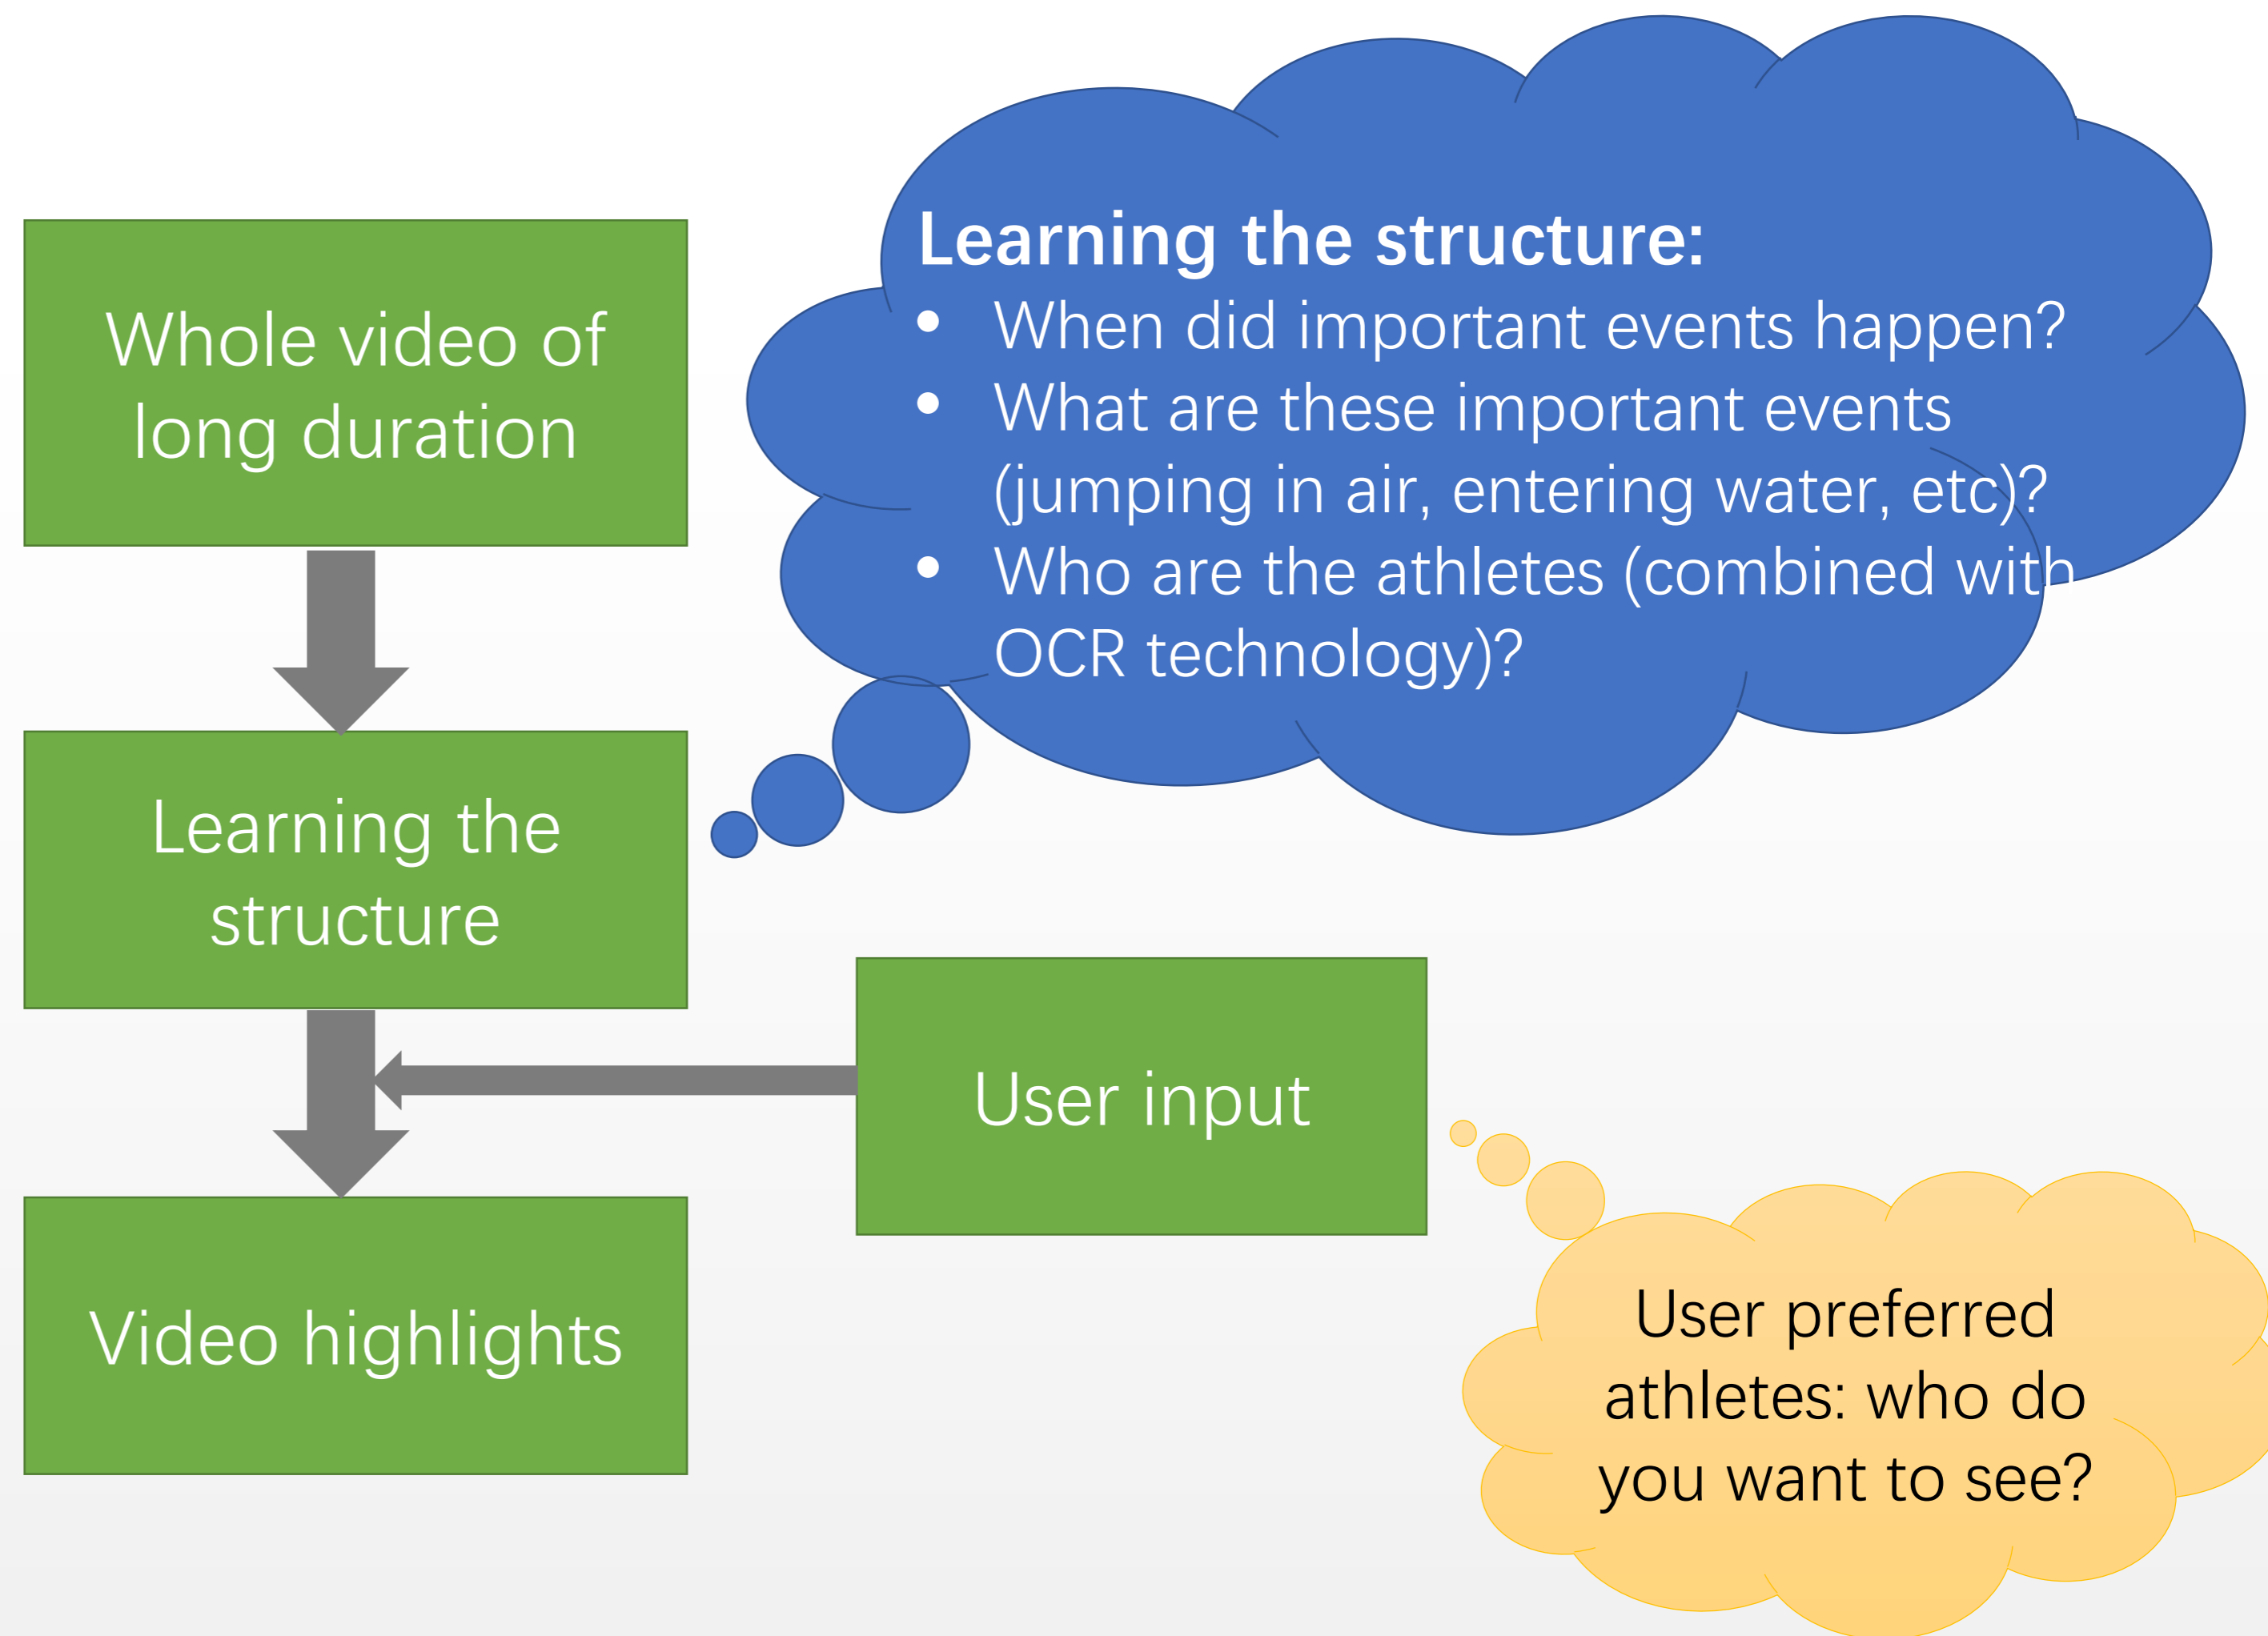 Whole video of
long duration
Learning the structure:
• When did important events happen?
• What are these important events
(jumping in air, entering water, etc)?
• Who are the athletes (combined with
OCR technology)?
Learning the
structure
User input
Video highlights
User preferred
athletes: who do
you want to see?